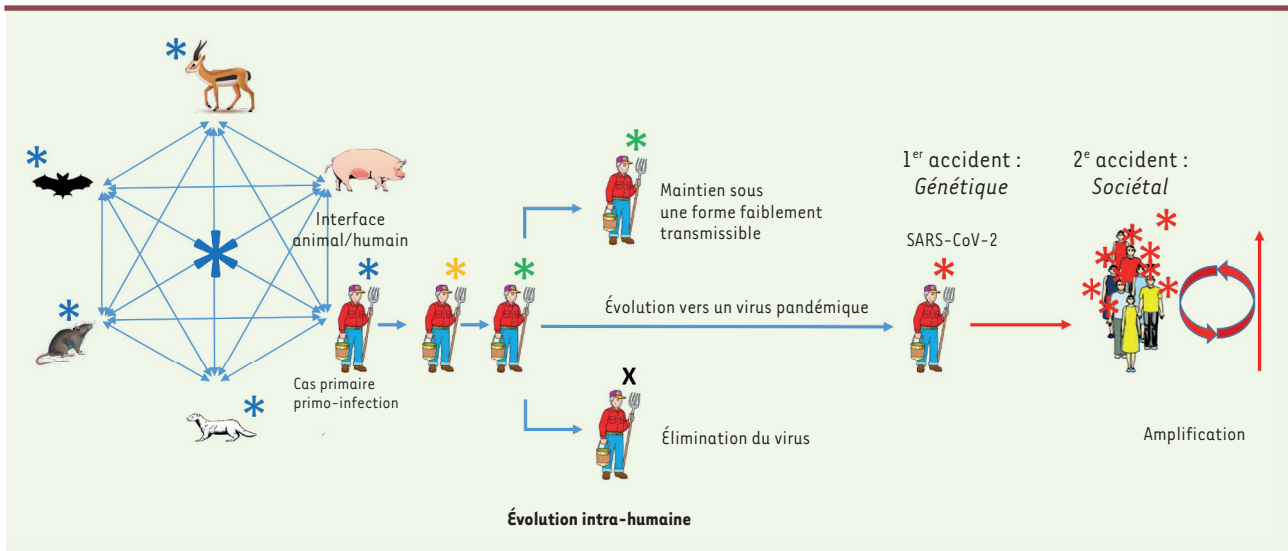 Interface
animal/humain
Cas primaire
primo-infection
Maintien sous
une forme faiblement
transmissible
Évolution vers un virus pandémique
X
Élimination du virus
Évolution intra-humaine
1er accident :
Génétique
SARS-CoV-2
2e accident :
Sociétal
Amplification